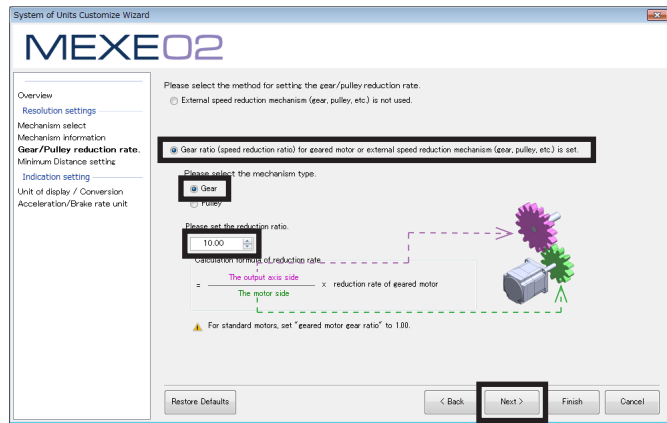 System of Units Customize Wizard
MEXE02
Overview
Resolution settings
Mechanism select
Mechanism information
Gear/Pulley reduction rate.
Minimum Distance setting
Indication setting
Unit of display / Conversion
Acceleration/Brake rate unit
Please select the method for setting the gear/pulley reduction rate.
External speed reduction mechanism (gear, pulley, etc.) is not used.
Gear ratio (speed reduction ratio) for geared motor or external speed reduction mechanism (gear, pulley, etc.) is set.
Please select the mechanism type.
Gear
Pulley
Please set the reduction ratio.
10.00
Calculation formula of reduction rate
The output axis side
= x reduction rate of geared motor
The motor side
For standard motors, set "geared motor gear ratio" to 1.00.
Restore Defaults
< Back
Next >
Finish
Cancel